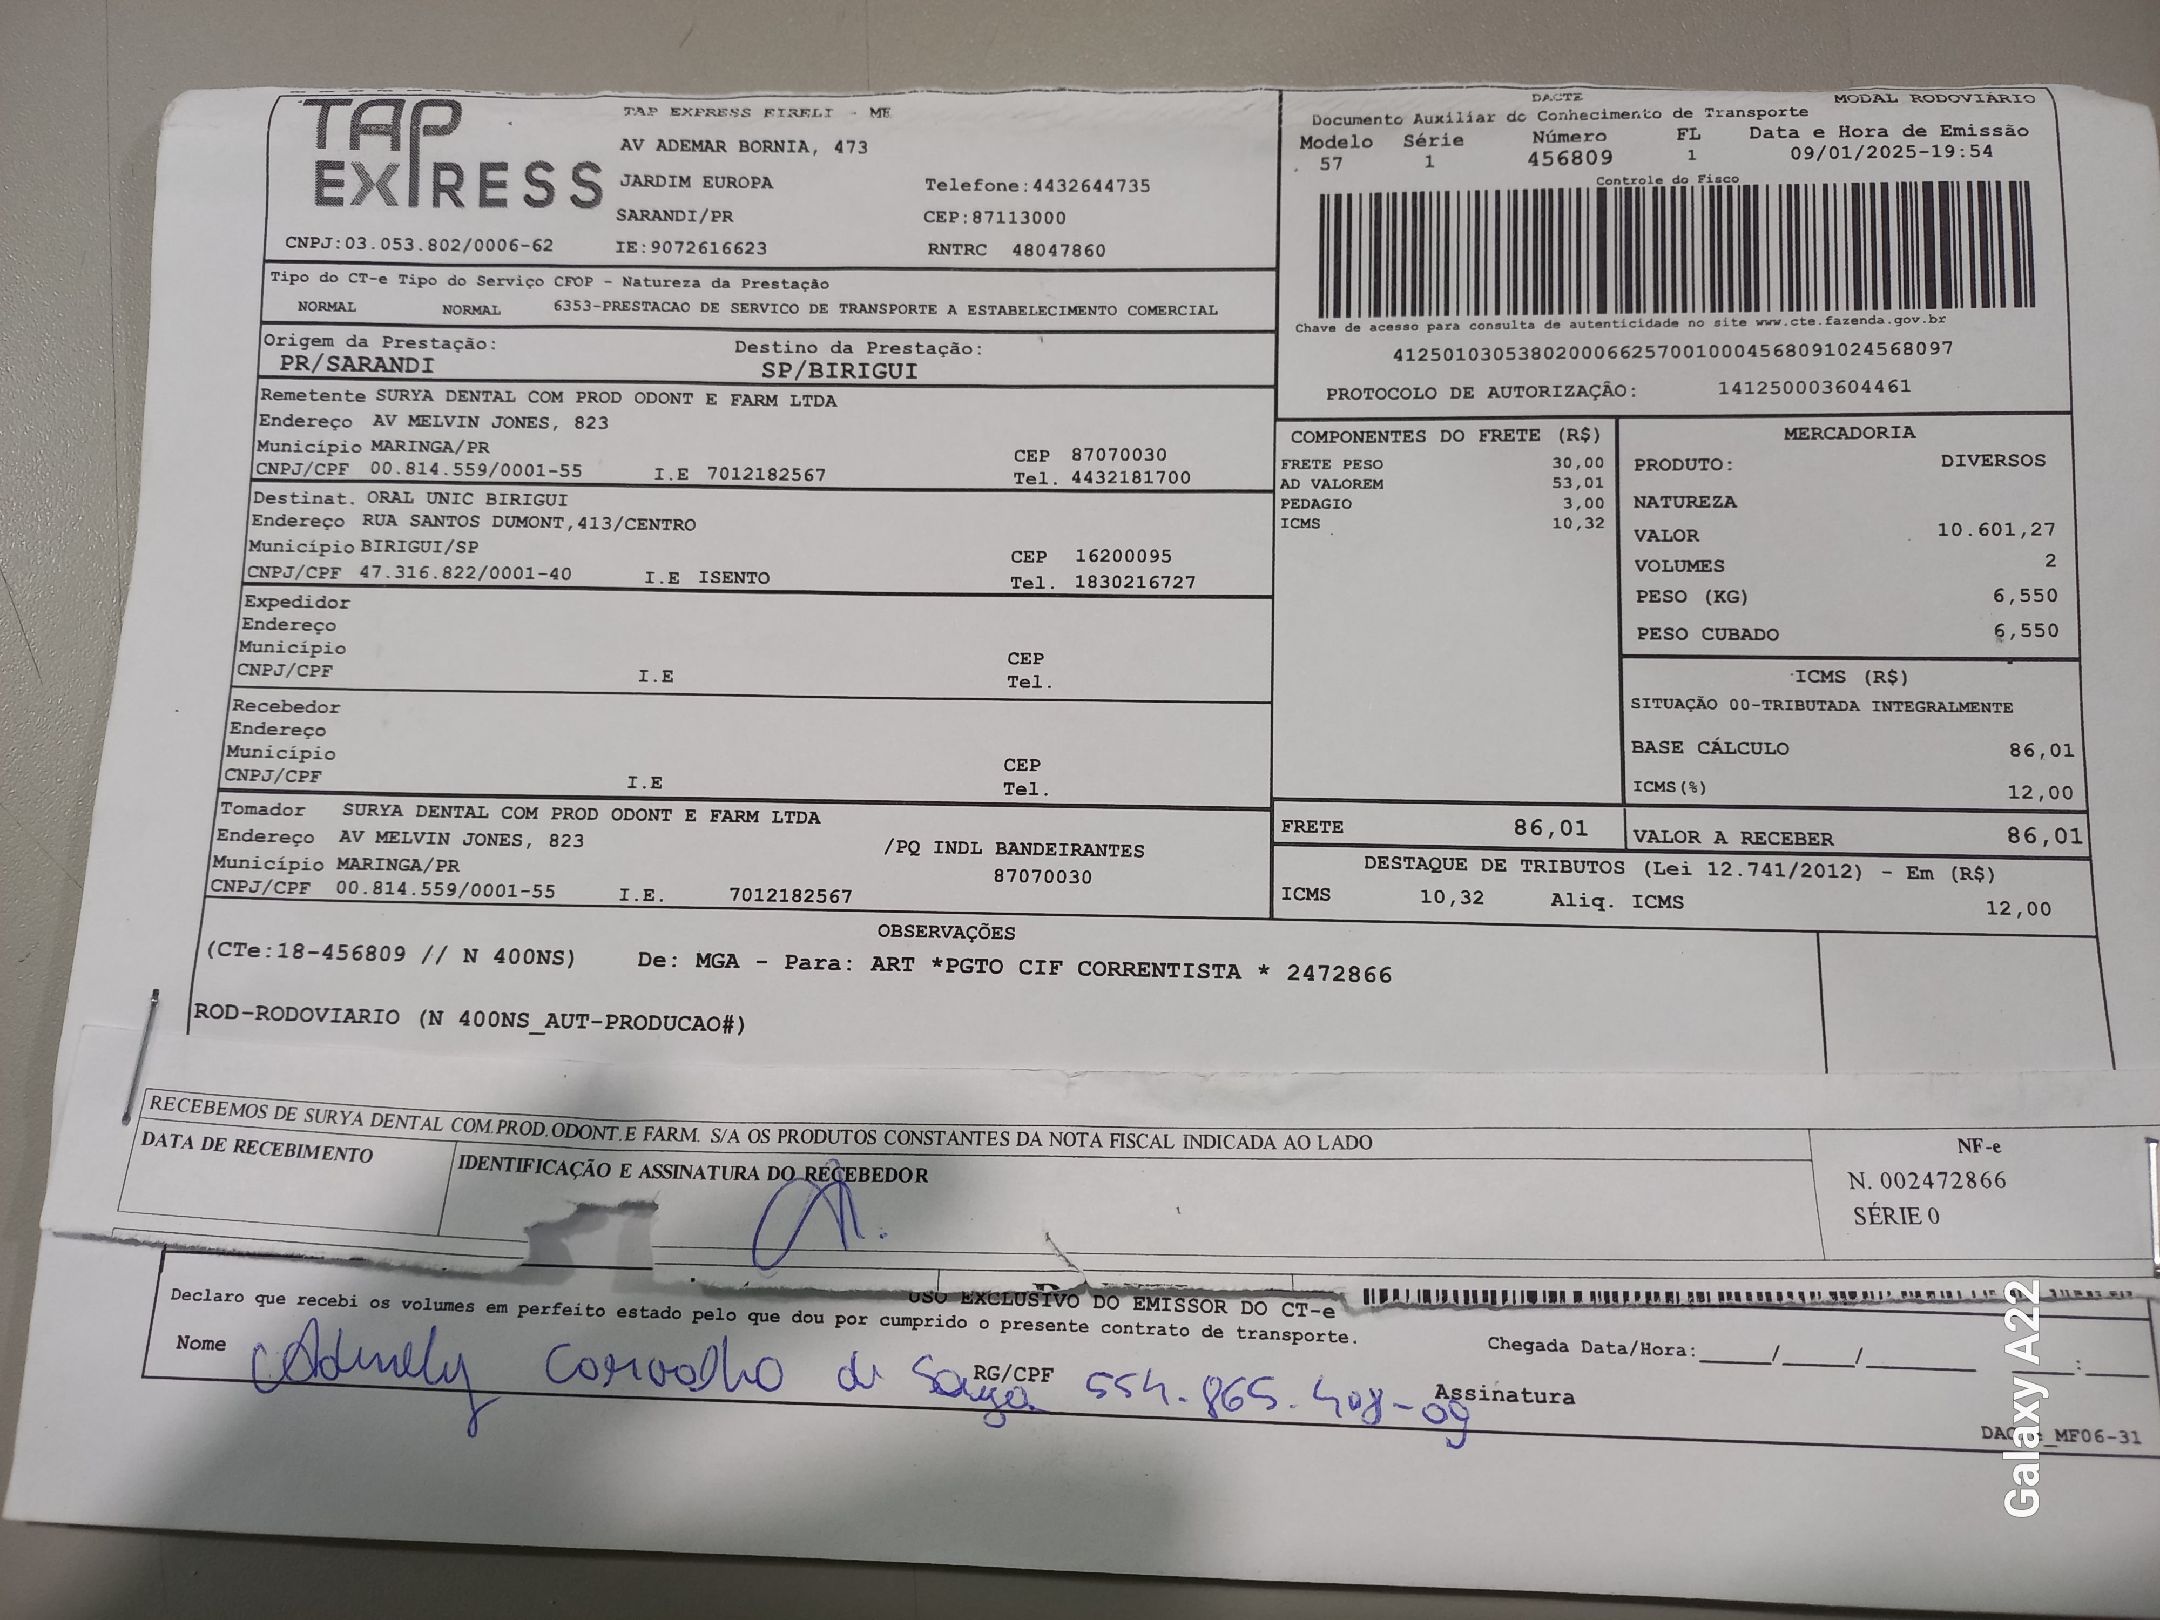 TAP
EXPRESS
TAP EXPRESS EIRELI - ME
AV ADEMAR BORNIA, 473
JARDIM EUROPA Telefone:4432644735
SARANDI/PR CEP:87113000
CNPJ:03.053.802/0006-62 IE:9072616623 RNTRC 48047860
DACTE MODAL RODOVIÁRIO
Documento Auxiliar do Conhecimento de Transporte
Modelo Série Número FL Data e Hora de Emissão
57 1 456809 1 09/01/2025-19:54
Controle do Fisco
Chave de acesso para consulta de autenticidade no site www.cte.fazenda.gov.br
41250103053802000662570010004568091024568097
PROTOCOLO DE AUTORIZAÇÃO: 141250003604461
Tipo do CT-e Tipo do Serviço CFOP - Natureza da Prestação
NORMAL NORMAL 6353-PRESTACAO DE SERVICO DE TRANSPORTE A ESTABELECIMENTO COMERCIAL
Origem da Prestação: Destino da Prestação:
PR/SARANDI SP/BIRIGUI
Remetente SURYA DENTAL COM PROD ODONT E FARM LTDA
Endereço AV MELVIN JONES, 823
Município MARINGA/PR CEP 87070030
CNPJ/CPF 00.814.559/0001-55 I.E 7012182567 Tel. 4432181700
Destinat. ORAL UNIC BIRIGUI
Endereço RUA SANTOS DUMONT,413/CENTRO
Município BIRIGUI/SP CEP 16200095
CNPJ/CPF 47.316.822/0001-40 I.E ISENTO Tel. 1830216727
Expedidor
Endereço
Município CEP
CNPJ/CPF I.E Tel.
Recebedor
Endereço
Município CEP
CNPJ/CPF I.E Tel.
Tomador SURYA DENTAL COM PROD ODONT E FARM LTDA
Endereço AV MELVIN JONES, 823 /PQ INDL BANDEIRANTES
Município MARINGA/PR 87070030
CNPJ/CPF 00.814.559/0001-55 I.E. 7012182567
COMPONENTES DO FRETE (R$)
FRETE PESO 30,00
AD VALOREM 53,01
PEDAGIO 3,00
ICMS 10,32
MERCADORIA
PRODUTO: DIVERSOS
NATUREZA
VALOR 10.601,27
VOLUMES 2
PESO (KG) 6,550
PESO CUBADO 6,550
ICMS (R$)
SITUAÇÃO 00-TRIBUTADA INTEGRALMENTE
BASE CÁLCULO 86,01
ICMS(%) 12,00
FRETE 86,01 VALOR A RECEBER 86,01
DESTAQUE DE TRIBUTOS (Lei 12.741/2012) - Em (R$)
ICMS 10,32 Aliq. ICMS 12,00
OBSERVAÇÕES
(CTe:18-456809 // N 400NS) De: MGA - Para: ART *PGTO CIF CORRENTISTA * 2472866
ROD-RODOVIARIO (N 400NS_AUT-PRODUCAO#)
RECEBEMOS DE SURYA DENTAL COM.PROD.ODONT.E FARM. S/A OS PRODUTOS CONSTANTES DA NOTA FISCAL INDICADA AO LADO
DATA DE RECEBIMENTO IDENTIFICAÇÃO E ASSINATURA DO RECEBEDOR
NF-e
N. 002472866
SÉRIE 0
USO EXCLUSIVO DO EMISSOR DO CT-e
Declaro que recebi os volumes em perfeito estado pelo que dou por cumprido o presente contrato de transporte.
Nome Carvalho de Souza RG/CPF 554.865.408-09 Assinatura
Chegada Data/Hora:____/____/______ __:__
MF06-31
Galaxy A22